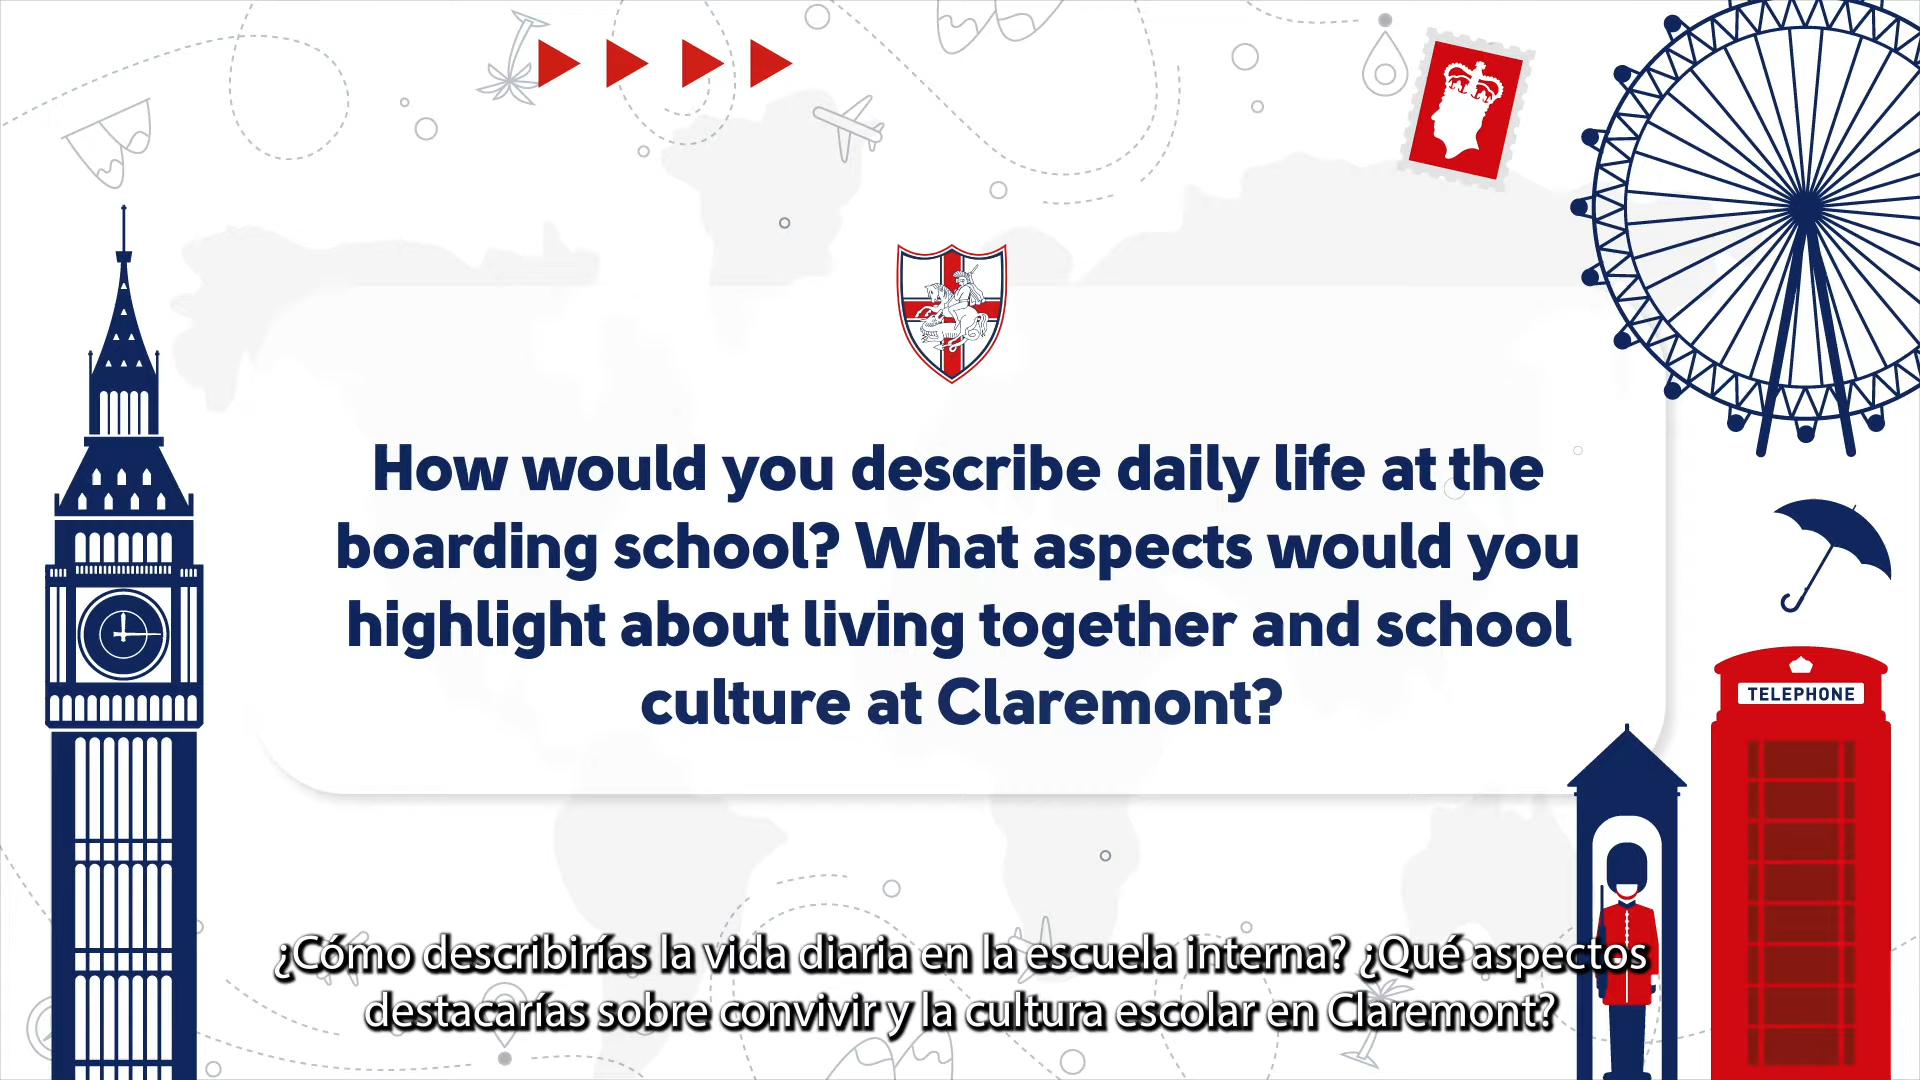 How would you describe daily life at the
boarding school? What aspects would you
highlight about living together and school
culture at Claremont?
TELEPHONE
¿Cómo describirías la vida diaria en la escuela interna? ¿Qué aspectos
destacarías sobre convivir y la cultura escolar en Claremont?